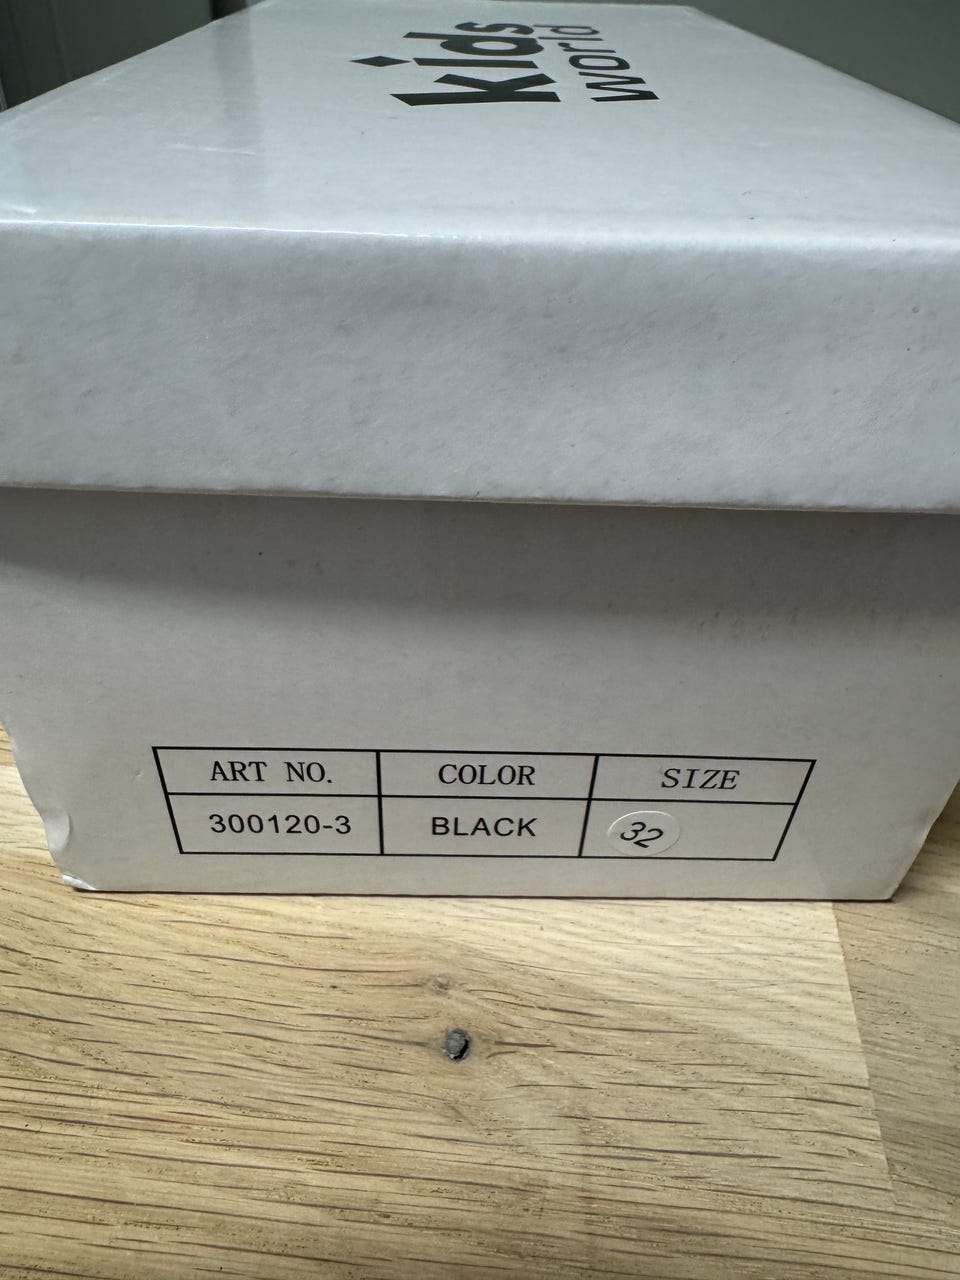 kids
world
ART NO. COLOR SIZE
300120-3 BLACK 32